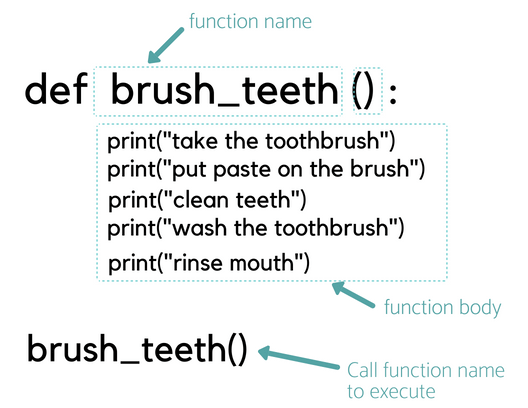 function name
def brush_teeth () :
print("take the toothbrush")
print("put paste on the brush")
print("clean teeth")
print("wash the toothbrush")
print("rinse mouth")
function body
brush_teeth()
Call function name
to execute